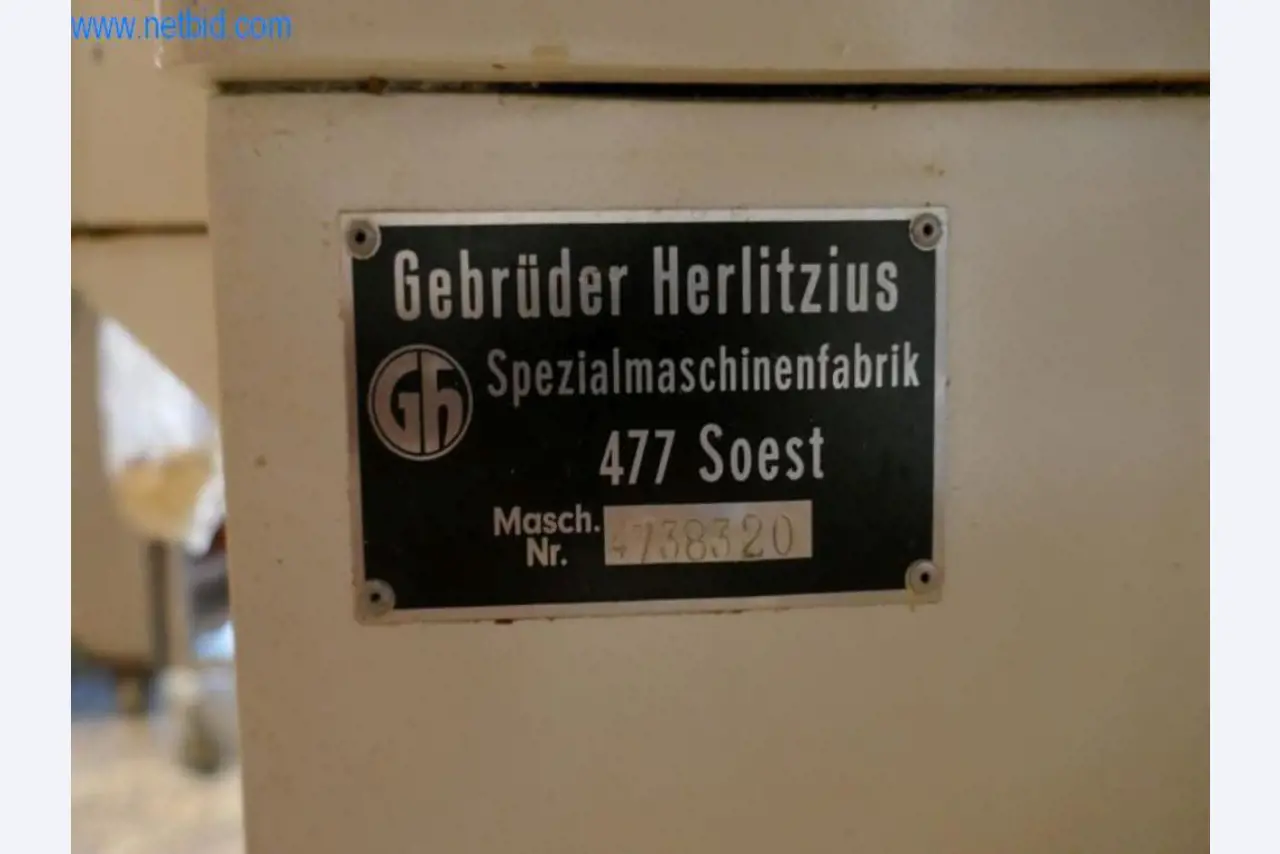 www.netbid.com
Gebrüder Herlitzius
Gh
Spezialmaschinenfabrik
477 Soest
Masch. Nr. 4738320